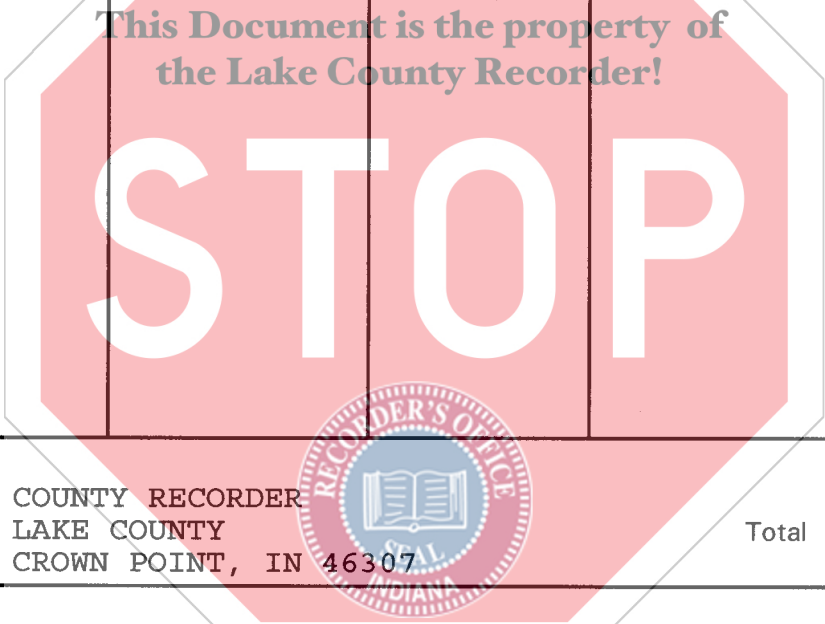 This Document is the property of
the Lake County Recorder!
STOP
RECORDER'S OFFICE
SEAL
INDIANA
COUNTY RECORDER
LAKE COUNTY
CROWN POINT, IN 46307
Total